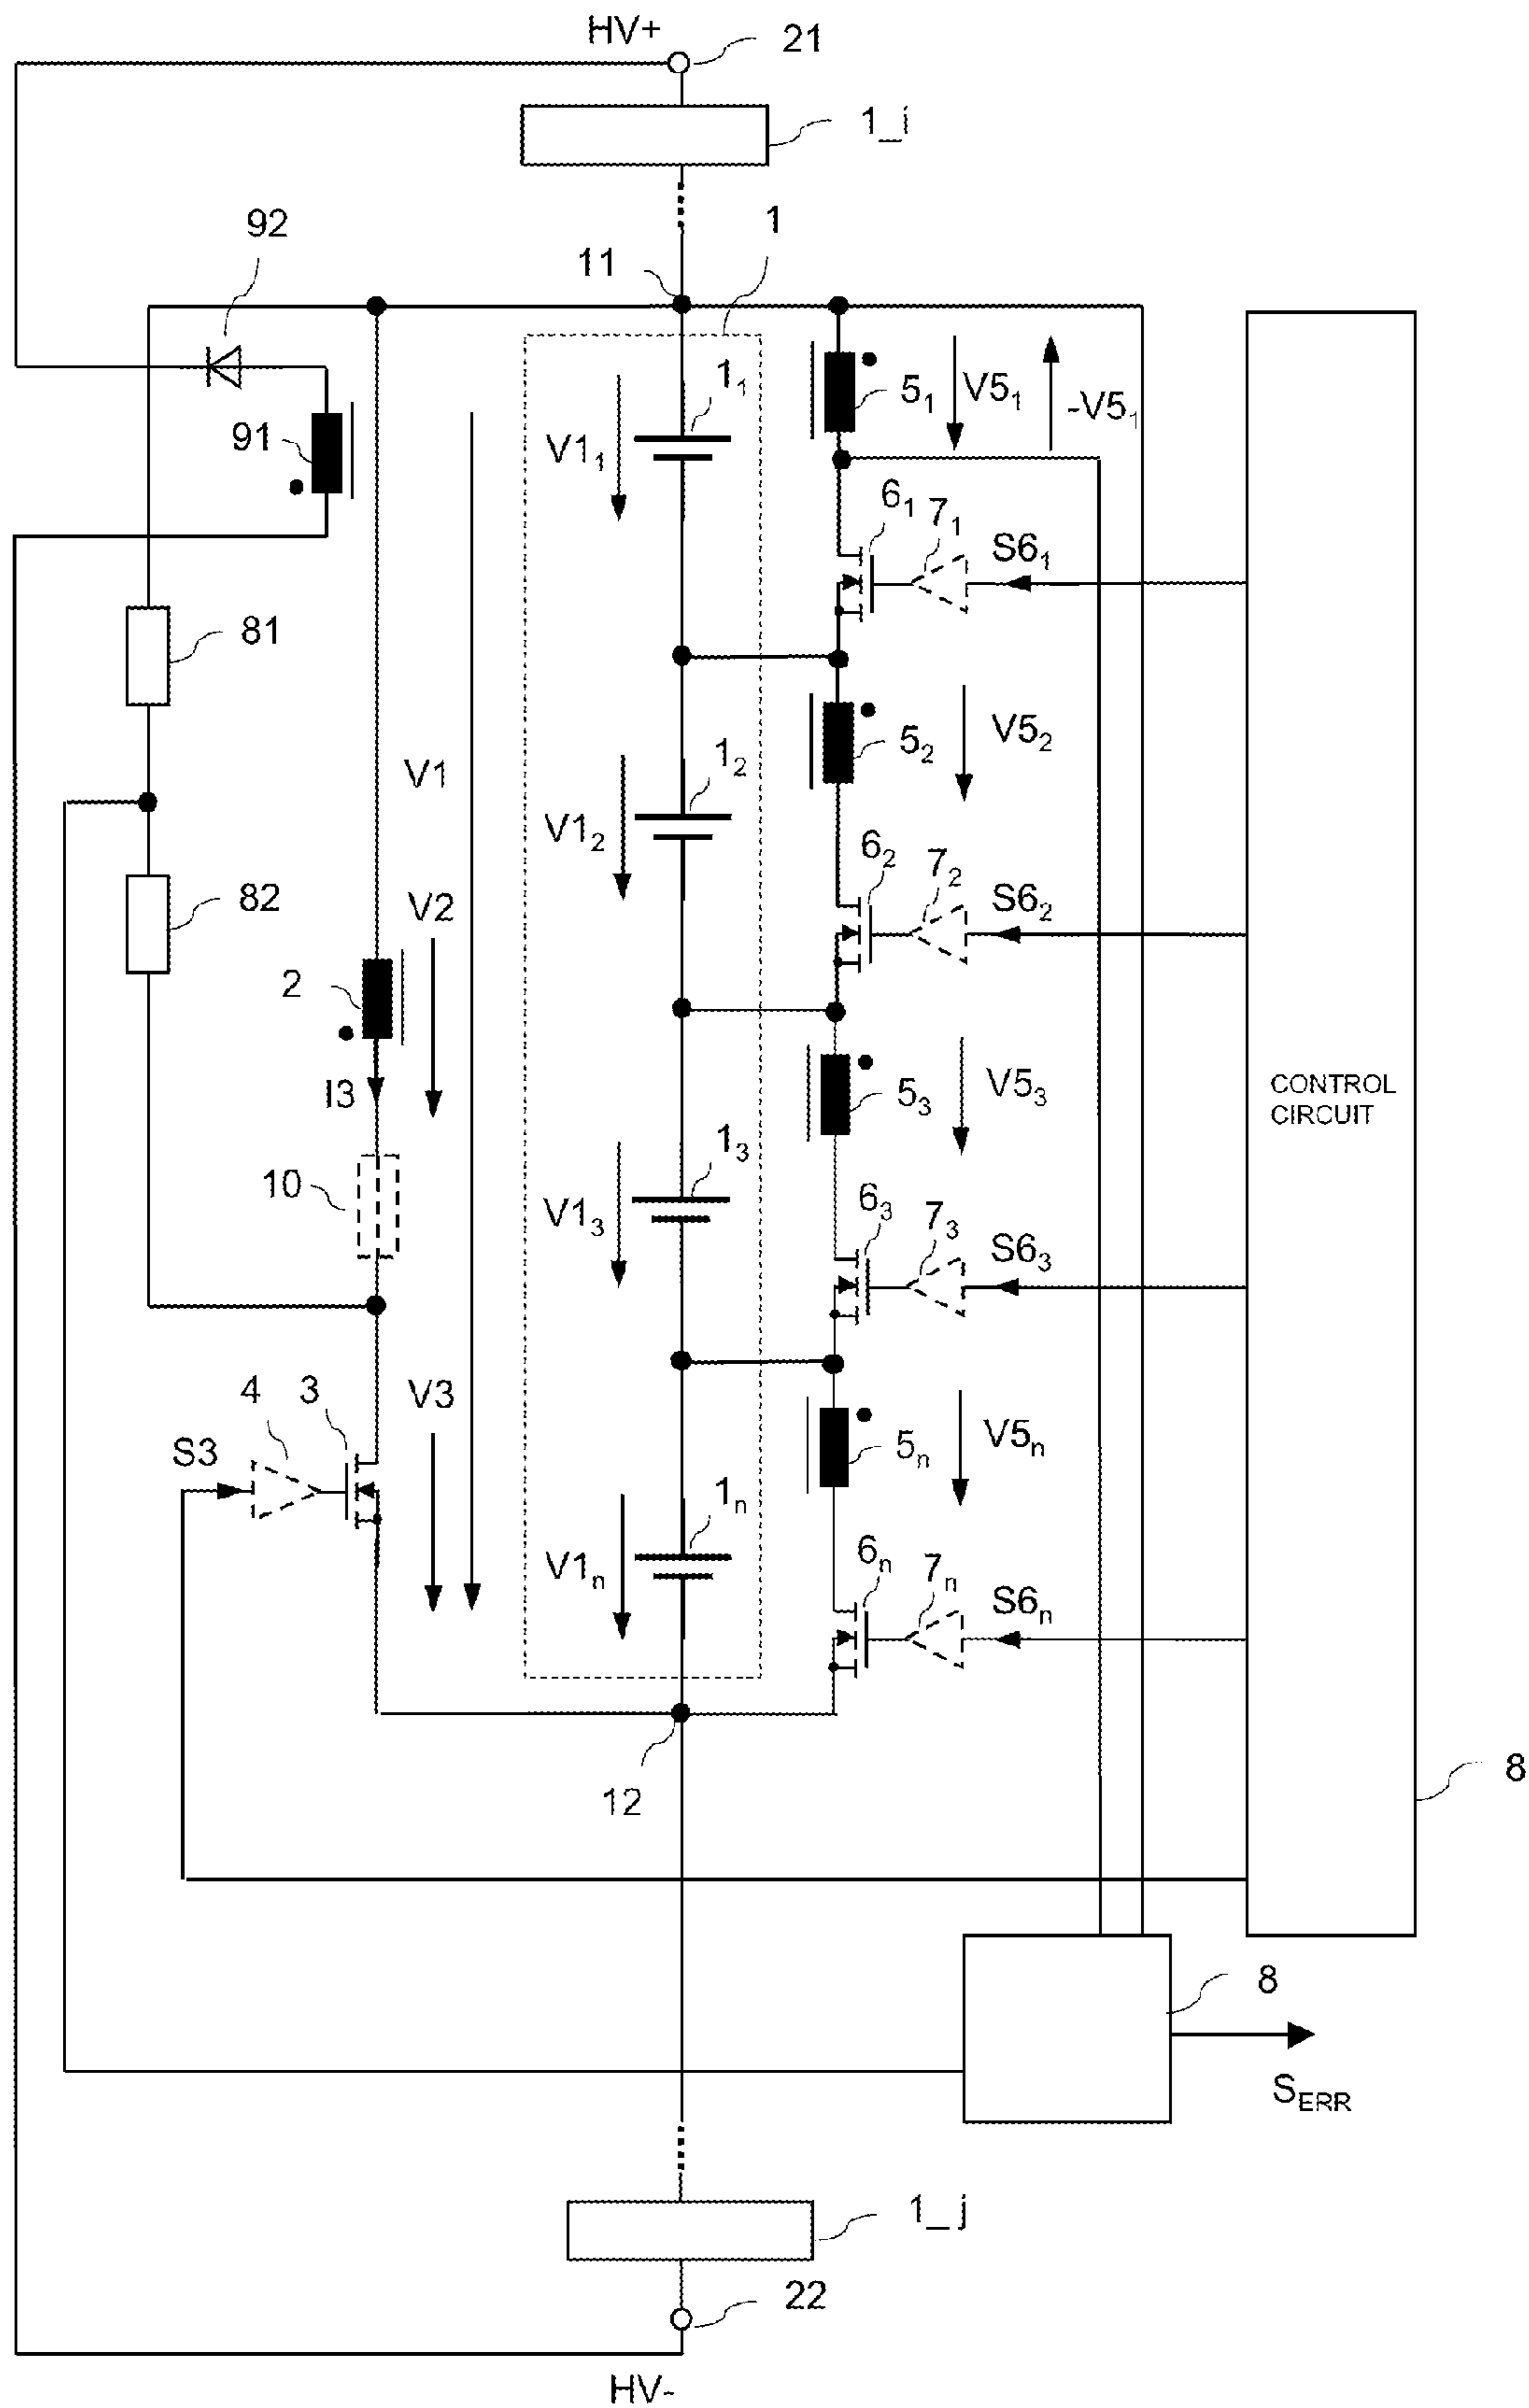 HV+
21
1_i
1
92
11
1₁
5₁
V5₁
-V5₁
91
V1₁
6₁
7₁
S6₁
81
1₂
5₂
V5₂
V1
V1₂
6₂
7₂
S6₂
82
V2
2
5₃
V5₃
CONTROL
CIRCUIT
I3
1₃
10
V1₃
6₃
7₃
S6₃
4
3
V3
S3
5ₙ
V5ₙ
1ₙ
V1ₙ
6ₙ
7ₙ
S6ₙ
12
8
8
S_ERR
1_j
22
HV-